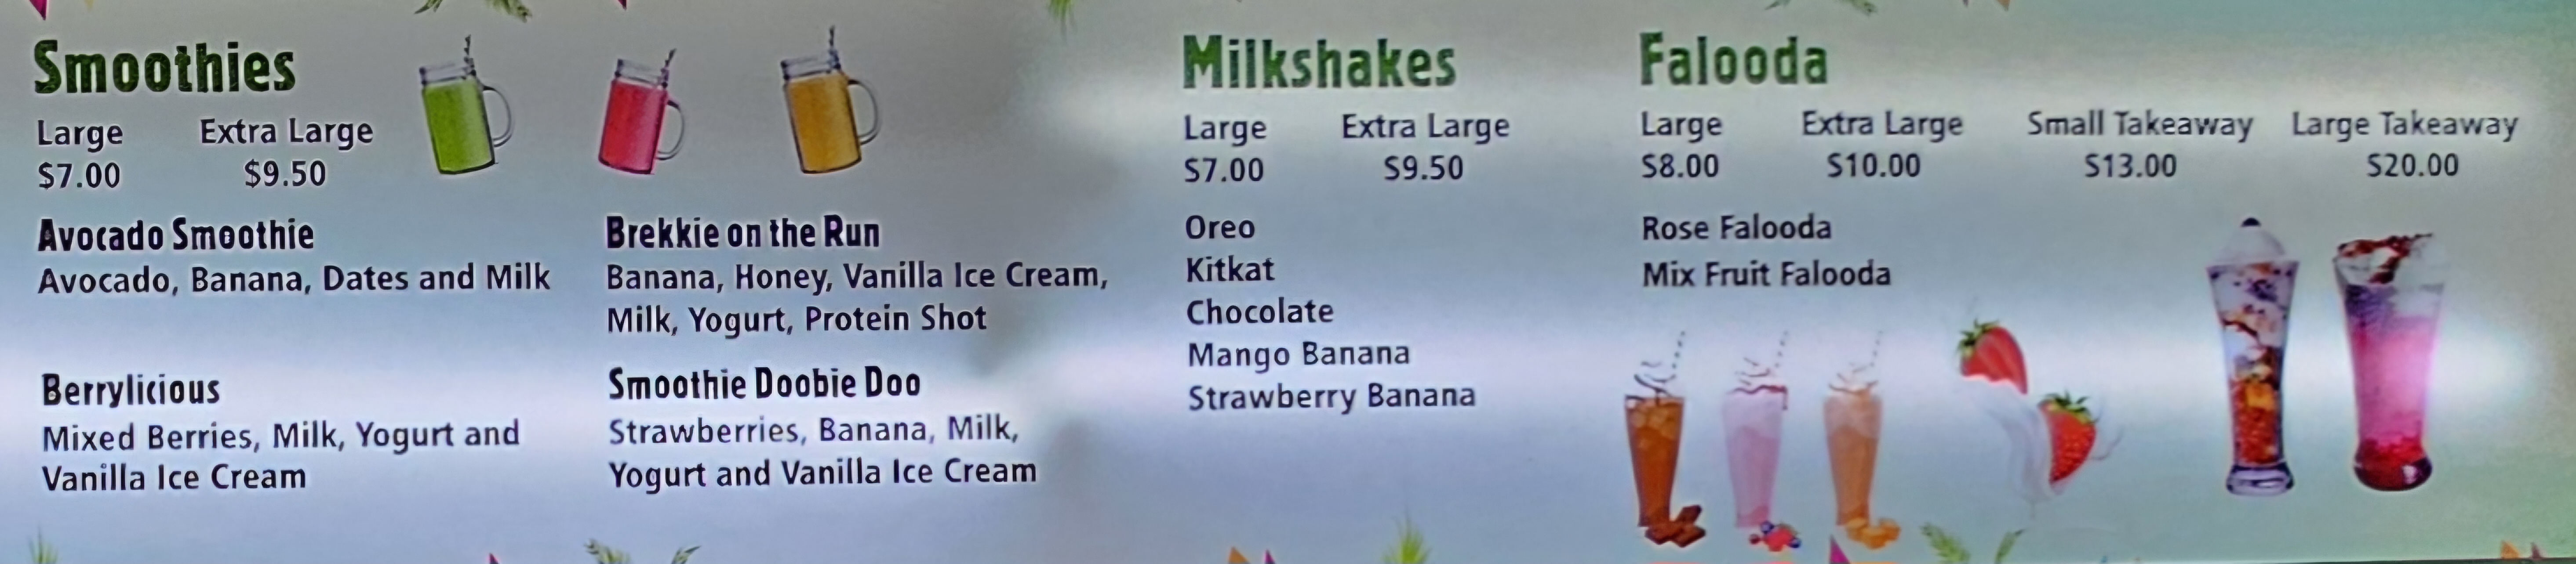 Smoothies
Large Extra Large
$7.00 $9.50
Avocado Smoothie
Avocado, Banana, Dates and Milk
Berrylicious
Mixed Berries, Milk, Yogurt and
Vanilla Ice Cream
Brekkie on the Run
Banana, Honey, Vanilla Ice Cream,
Milk, Yogurt, Protein Shot
Smoothie Doobie Doo
Strawberries, Banana, Milk,
Yogurt and Vanilla Ice Cream
Milkshakes
Large Extra Large
$7.00 $9.50
Oreo
Kitkat
Chocolate
Mango Banana
Strawberry Banana
Falooda
Large Extra Large Small Takeaway Large Takeaway
$8.00 $10.00 $13.00 $20.00
Rose Falooda
Mix Fruit Falooda